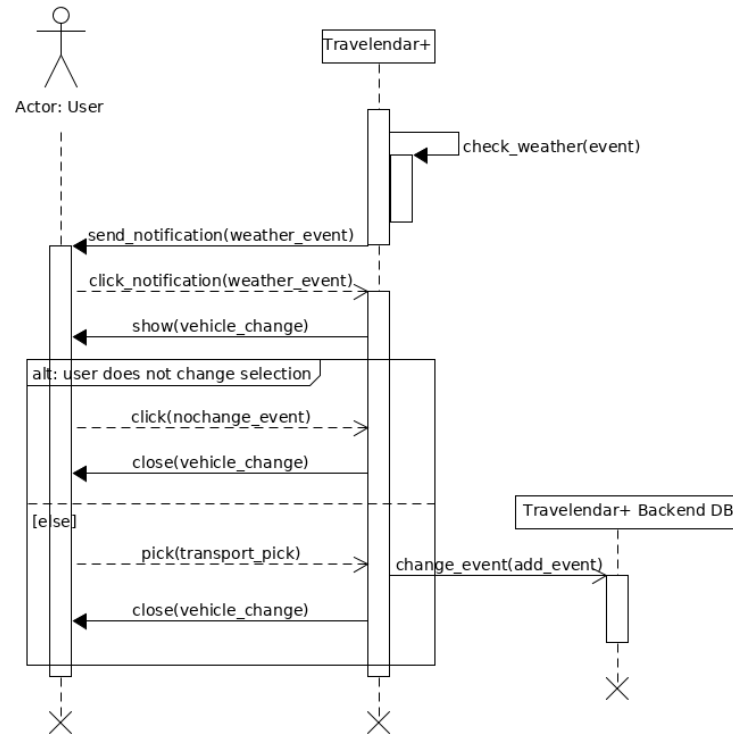 Travelendar+
Actor: User
check_weather(event)
send_notification(weather_event)
click_notification(weather_event)
show(vehicle_change)
alt: user does not change selection
click(nochange_event)
close(vehicle_change)
Travelendar+ Backend DB
[else]
pick(transport_pick)
change_event(add_event)
close(vehicle_change)